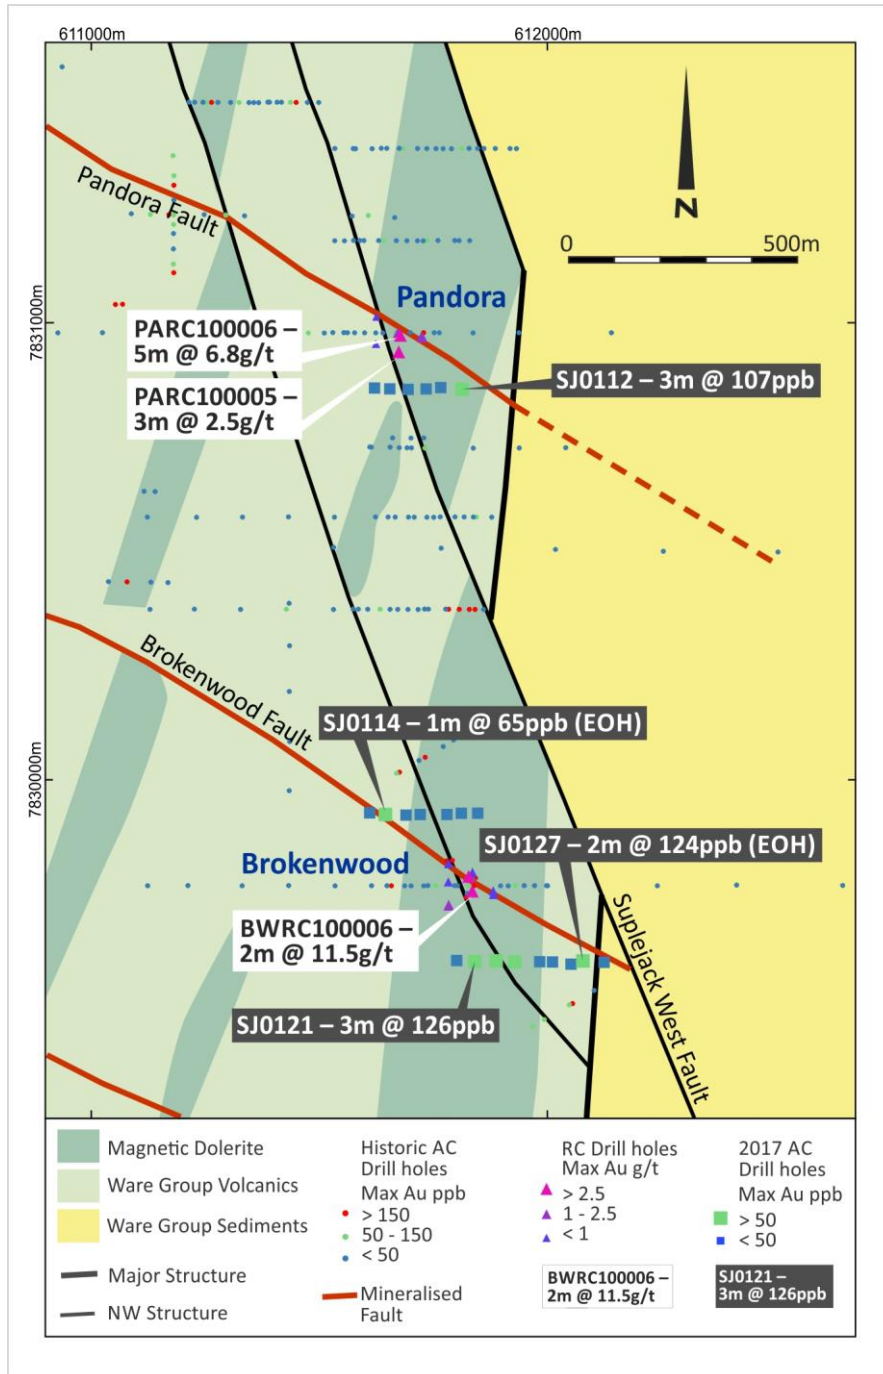 611000m
612000m
Pandora Fault
N
0
500m
Pandora
7831000m
PARC100006 –
5m @ 6.8g/t
SJ0112 – 3m @ 107ppb
PARC100005 –
3m @ 2.5g/t
Brokenwood Fault
SJ0114 – 1m @ 65ppb (EOH)
7830000m
SJ0127 – 2m @ 124ppb (EOH)
Brokenwood
BWRC100006 –
2m @ 11.5g/t
Suplejack West Fault
SJ0121 – 3m @ 126ppb
Magnetic Dolerite
Ware Group Volcanics
Ware Group Sediments
Major Structure
NW Structure
Historic AC
Drill holes
Max Au ppb
> 150
50 - 150
< 50
Mineralised
Fault
RC Drill holes
Max Au g/t
> 2.5
1 - 2.5
< 1
BWRC100006 –
2m @ 11.5g/t
2017 AC
Drill holes
Max Au ppb
> 50
< 50
SJ0121 –
3m @ 126ppb